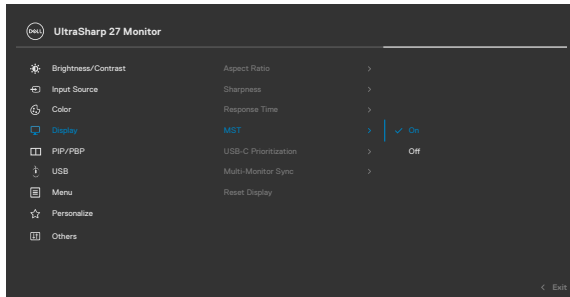 DELL UltraSharp 27 Monitor
Brightness/Contrast Aspect Ratio
Input Source Sharpness
Color Response Time
Display MST On
PIP/PBP USB-C Prioritization Off
USB Multi-Monitor Sync
Menu Reset Display
Personalize
Others
Exit